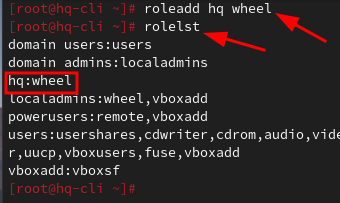 [root@hq-cli ~]# roleadd hq wheel
[root@hq-cli ~]# rolelst
domain users:users
domain admins:localadmins
hq:wheel
localadmins:wheel,vboxadd
powerusers:remote,vboxadd
users:usershares,cdwriter,cdrom,audio,vide
r,uucp,vboxusers,fuse,vboxadd
vboxadd:vboxsf
[root@hq-cli ~]#